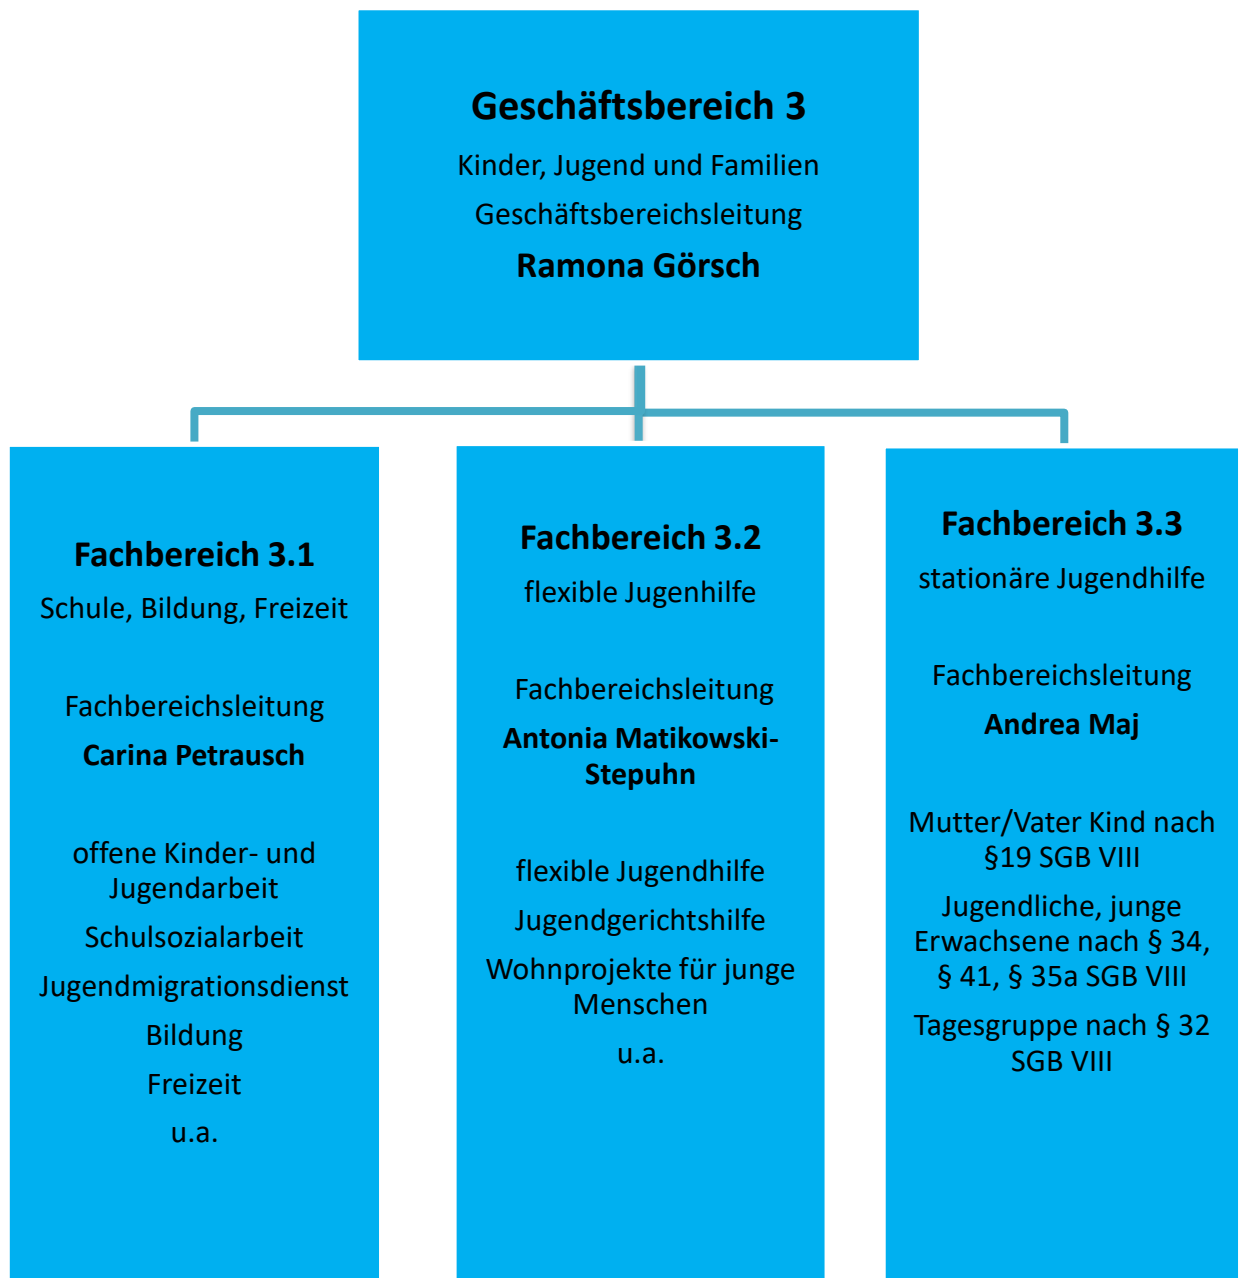 Geschäftsbereich 3
Kinder, Jugend und Familien
Geschäftsbereichsleitung
Ramona Görsch
Fachbereich 3.1
Schule, Bildung, Freizeit
Fachbereichsleitung
Carina Petrausch
offene Kinder- und
Jugendarbeit
Schulsozialarbeit
Jugendmigrationsdienst
Bildung
Freizeit
u.a.
Fachbereich 3.2
flexible Jugenhilfe
Fachbereichsleitung
Antonia Matikowski-
Stepuhn
flexible Jugendhilfe
Jugendgerichtshilfe
Wohnprojekte für junge
Menschen
u.a.
Fachbereich 3.3
stationäre Jugendhilfe
Fachbereichsleitung
Andrea Maj
Mutter/Vater Kind nach
§19 SGB VIII
Jugendliche, junge
Erwachsene nach § 34,
§ 41, § 35a SGB VIII
Tagesgruppe nach § 32
SGB VIII